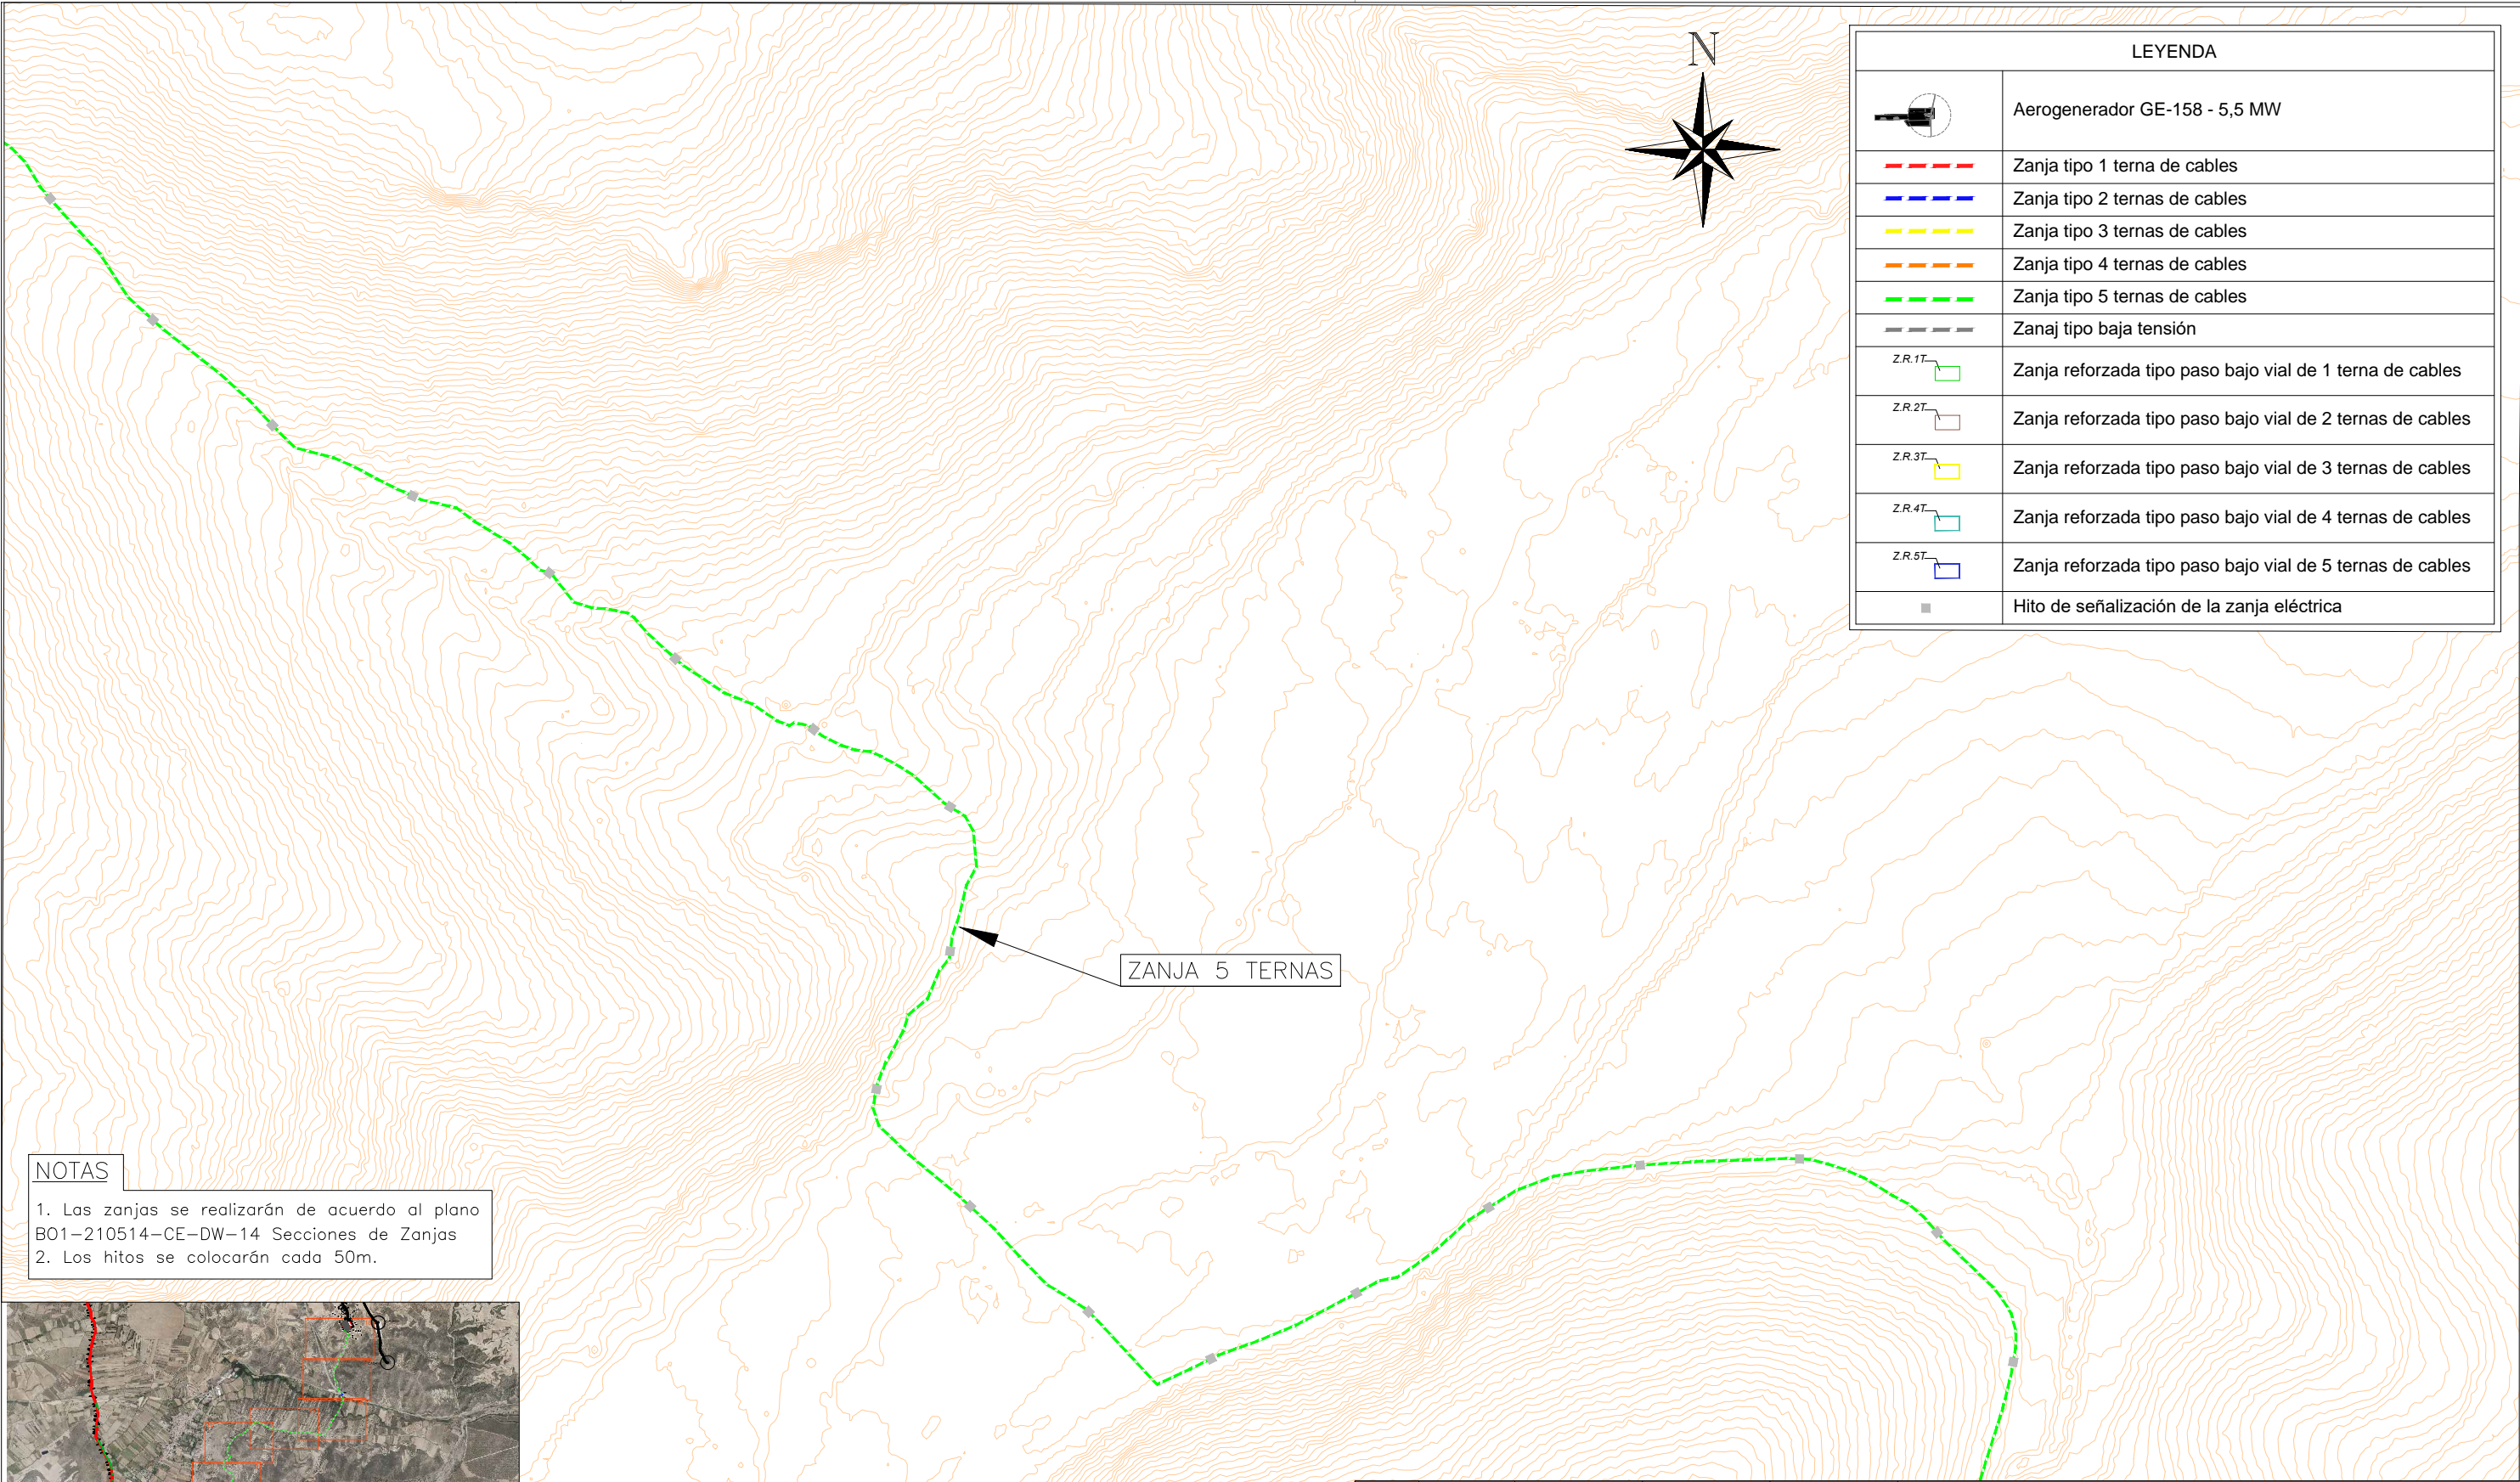 N
LEYENDA
Aerogenerador GE-158 - 5,5 MW
Zanja tipo 1 terna de cables
Zanja tipo 2 ternas de cables
Zanja tipo 3 ternas de cables
Zanja tipo 4 ternas de cables
Zanja tipo 5 ternas de cables
Zanaj tipo baja tensión
Z.R.1T
Zanja reforzada tipo paso bajo vial de 1 terna de cables
Z.R.2T
Zanja reforzada tipo paso bajo vial de 2 ternas de cables
Z.R.3T
Zanja reforzada tipo paso bajo vial de 3 ternas de cables
Z.R.4T
Zanja reforzada tipo paso bajo vial de 4 ternas de cables
Z.R.5T
Zanja reforzada tipo paso bajo vial de 5 ternas de cables
Hito de señalización de la zanja eléctrica
ZANJA 5 TERNAS
NOTAS
1. Las zanjas se realizarán de acuerdo al plano
BO1-210514-CE-DW-14 Secciones de Zanjas
2. Los hitos se colocarán cada 50m.